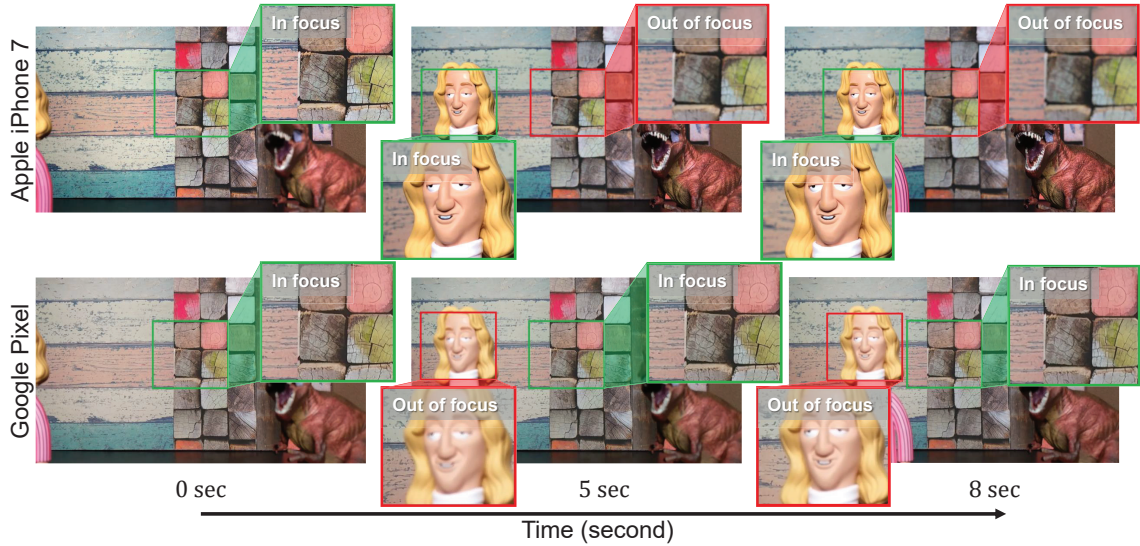 Apple iPhone 7
In focus
Out of focus
Out of focus
In focus
In focus
Google Pixel
In focus
In focus
In focus
Out of focus
Out of focus
0 sec
5 sec
8 sec
Time (second)